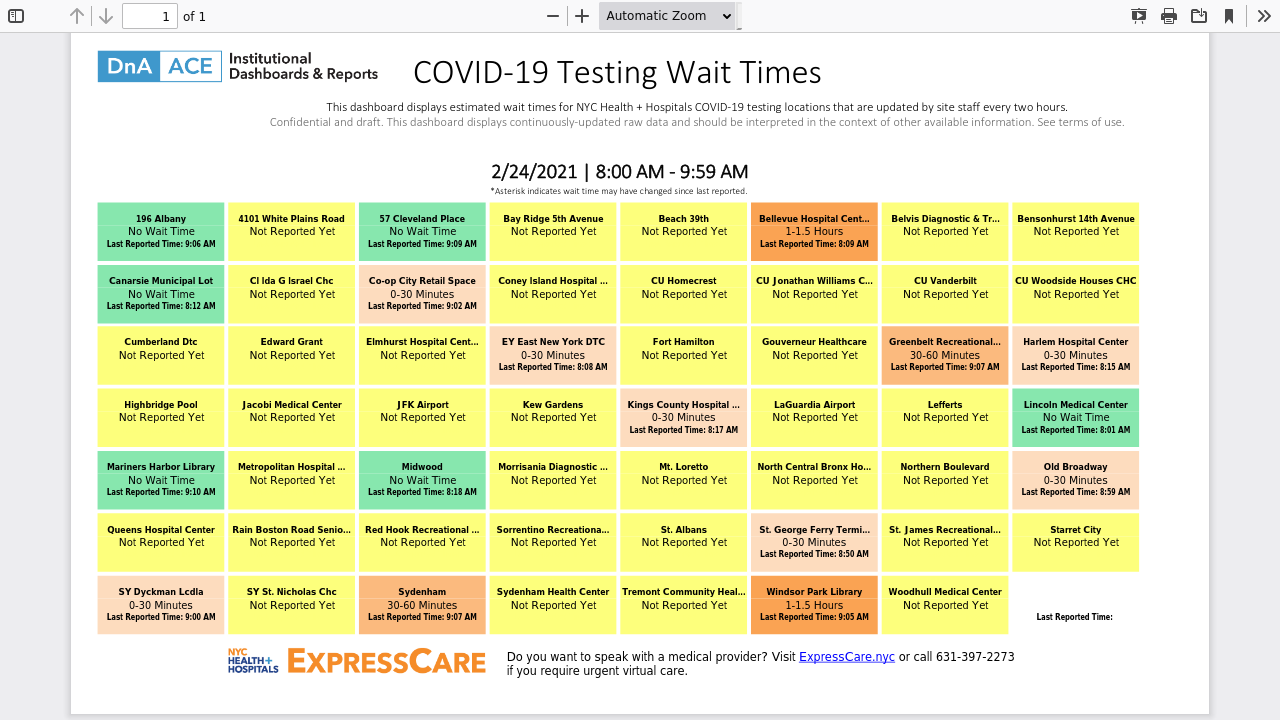 1 of 1 Automatic Zoom
DnA ACE Institutional
Dashboards & Reports
COVID-19 Testing Wait Times
This dashboard displays estimated wait times for NYC Health + Hospitals COVID-19 testing locations that are updated by site staff every two hours.
Confidential and draft. This dashboard displays continuously-updated raw data and should be interpreted in the context of other available information. See terms of use.
2/24/2021 | 8:00 AM - 9:59 AM
*Asterisk indicates wait time may have changed since last reported.
196 Albany
No Wait Time
Last Reported Time: 9:06 AM
4101 White Plains Road
Not Reported Yet
57 Cleveland Place
No Wait Time
Last Reported Time: 9:09 AM
Bay Ridge 5th Avenue
Not Reported Yet
Beach 39th
Not Reported Yet
Bellevue Hospital Cent...
1-1.5 Hours
Last Reported Time: 8:09 AM
Belvis Diagnostic & Tr...
Not Reported Yet
Bensonhurst 14th Avenue
Not Reported Yet
Canarsie Municipal Lot
No Wait Time
Last Reported Time: 8:12 AM
CI Ida G Israel Chc
Not Reported Yet
Co-op City Retail Space
0-30 Minutes
Last Reported Time: 9:02 AM
Coney Island Hospital ...
Not Reported Yet
CU Homecrest
Not Reported Yet
CU Jonathan Williams C...
Not Reported Yet
CU Vanderbilt
Not Reported Yet
CU Woodside Houses CHC
Not Reported Yet
Cumberland Dtc
Not Reported Yet
Edward Grant
Not Reported Yet
Elmhurst Hospital Cent...
Not Reported Yet
EY East New York DTC
0-30 Minutes
Last Reported Time: 8:08 AM
Fort Hamilton
Not Reported Yet
Gouverneur Healthcare
Not Reported Yet
Greenbelt Recreational...
30-60 Minutes
Last Reported Time: 9:07 AM
Harlem Hospital Center
0-30 Minutes
Last Reported Time: 8:15 AM
Highbridge Pool
Not Reported Yet
Jacobi Medical Center
Not Reported Yet
JFK Airport
Not Reported Yet
Kew Gardens
Not Reported Yet
Kings County Hospital ...
0-30 Minutes
Last Reported Time: 8:17 AM
LaGuardia Airport
Not Reported Yet
Lefferts
Not Reported Yet
Lincoln Medical Center
No Wait Time
Last Reported Time: 8:01 AM
Mariners Harbor Library
No Wait Time
Last Reported Time: 9:10 AM
Metropolitan Hospital ...
Not Reported Yet
Midwood
No Wait Time
Last Reported Time: 8:18 AM
Morrisania Diagnostic ...
Not Reported Yet
Mt. Loretto
Not Reported Yet
North Central Bronx Ho...
Not Reported Yet
Northern Boulevard
Not Reported Yet
Old Broadway
0-30 Minutes
Last Reported Time: 8:59 AM
Queens Hospital Center
Not Reported Yet
Rain Boston Road Senio...
Not Reported Yet
Red Hook Recreational ...
Not Reported Yet
Sorrentino Recreationa...
Not Reported Yet
St. Albans
Not Reported Yet
St. George Ferry Termi...
0-30 Minutes
Last Reported Time: 8:50 AM
St. James Recreational...
Not Reported Yet
Starret City
Not Reported Yet
SY Dyckman Lcdla
0-30 Minutes
Last Reported Time: 9:00 AM
SY St. Nicholas Chc
Not Reported Yet
Sydenham
30-60 Minutes
Last Reported Time: 9:07 AM
Sydenham Health Center
Not Reported Yet
Tremont Community Heal...
Not Reported Yet
Windsor Park Library
1-1.5 Hours
Last Reported Time: 9:05 AM
Woodhull Medical Center
Not Reported Yet
Last Reported Time:
NYC
HEALTH+
HOSPITALS
EXPRESSCARE
Do you want to speak with a medical provider? Visit ExpressCare.nyc or call 631-397-2273
if you require urgent virtual care.